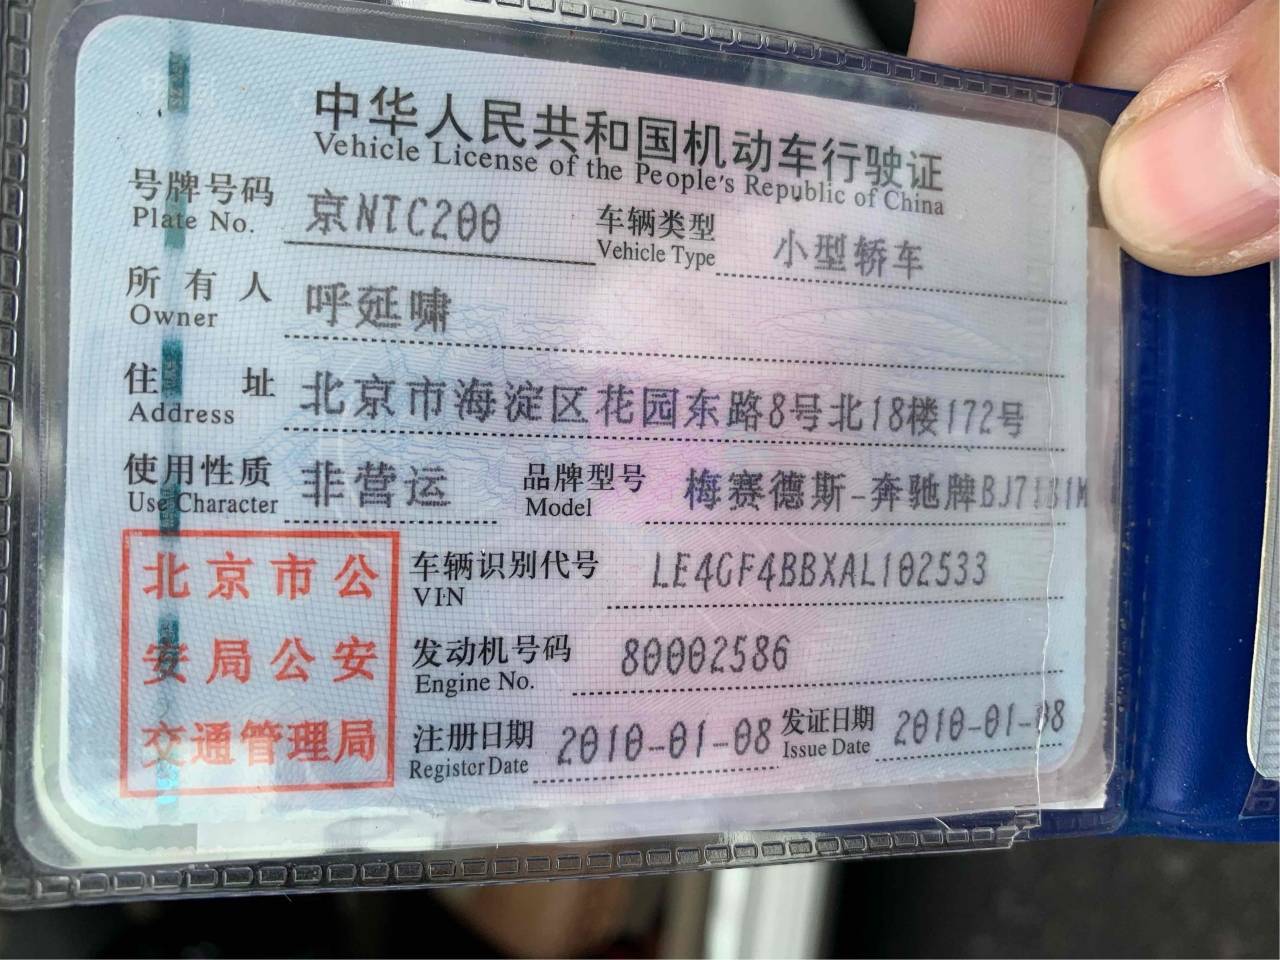 中华人民共和国机动车行驶证
Vehicle License of the People's Republic of China
号牌号码 京NTC200 车辆类型 小型轿车
Plate No. Vehicle Type
所有人 呼延啸
Owner
住址 北京市海淀区花园东路8号北18楼172号
Address
使用性质 非营运 品牌型号 梅赛德斯-奔驰牌BJ7181M
Use Character Model
北京市公
安局公安
交通管理局
车辆识别代号 LE4GF4BBXAL102533
VIN
发动机号码 80002586
Engine No.
注册日期 2010-01-08 发证日期 2010-01-08
Register Date Issue Date